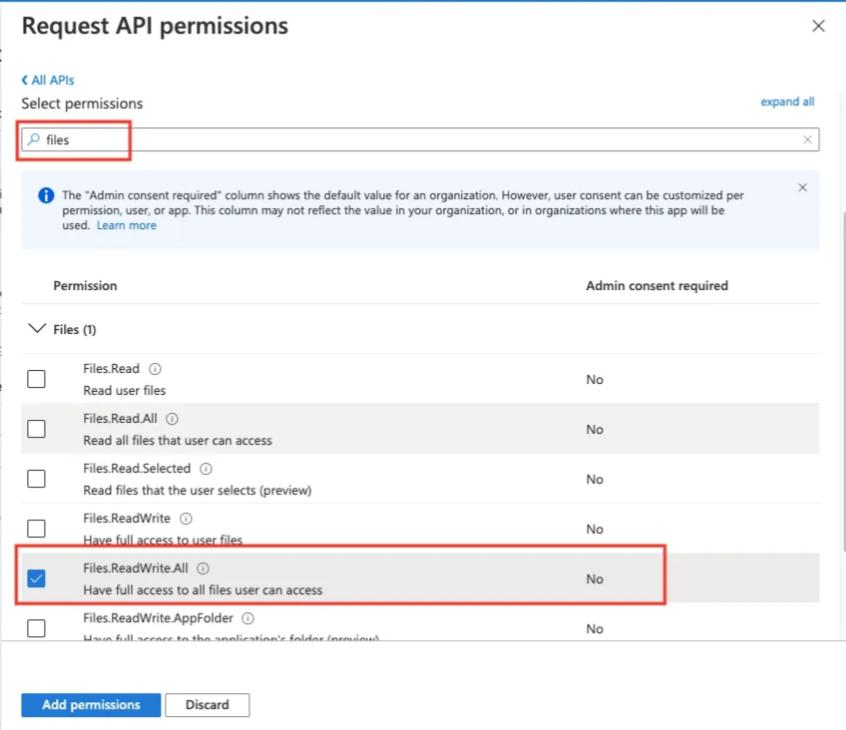 Request API permissions
All APIs
Select permissions
expand all
files
The "Admin consent required" column shows the default value for an organization. However, user consent can be customized per
permission, user, or app. This column may not reflect the value in your organization, or in organizations where this app will be
used. Learn more
Permission
Admin consent required
Files (1)
Files.Read
Read user files
No
Files.Read.All
Read all files that user can access
No
Files.Read.Selected
Read files that the user selects (preview)
No
Files.ReadWrite
Have full access to user files
No
Files.ReadWrite.All
Have full access to all files user can access
No
Files.ReadWrite.AppFolder
Have full access to the application's folder (preview)
No
Add permissions
Discard